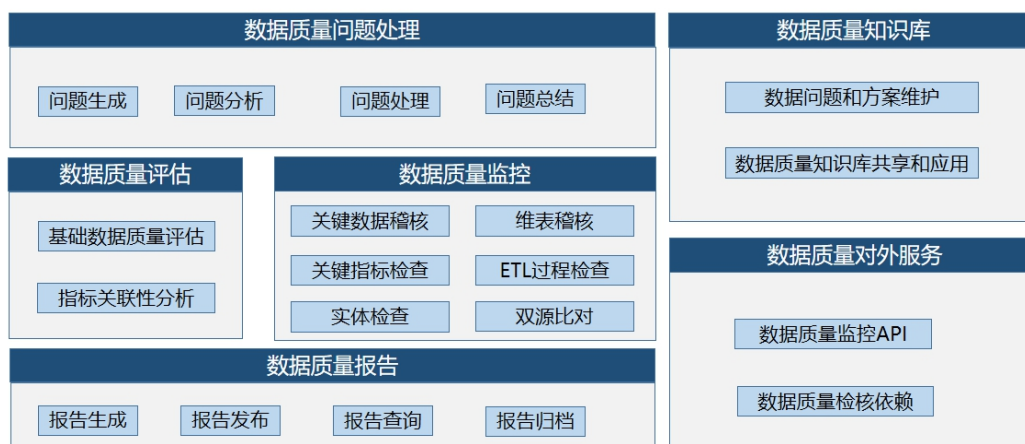 数据质量问题处理
问题生成
问题分析
问题处理
问题总结
数据质量评估
基础数据质量评估
指标关联性分析
数据质量监控
关键数据稽核
维表稽核
关键指标检查
ETL过程检查
实体检查
双源比对
数据质量报告
报告生成
报告发布
报告查询
报告归档
数据质量知识库
数据问题和方案维护
数据质量知识库共享和应用
数据质量对外服务
数据质量监控API
数据质量检核依赖